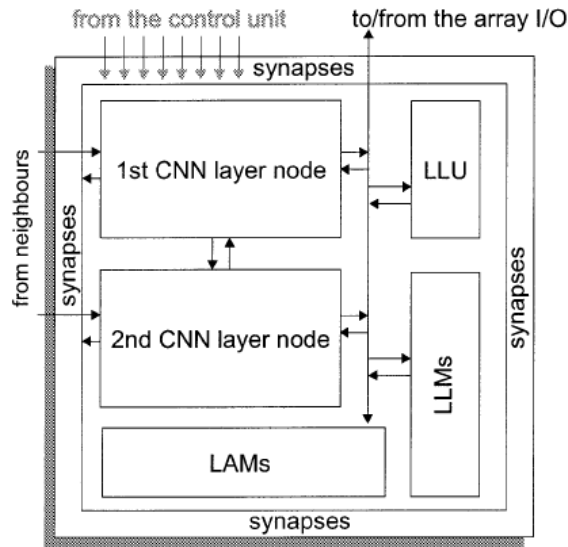 from the control unit
to/from the array I/O
synapses
1st CNN layer node
LLU
from neighbours
synapses
synapses
2nd CNN layer node
LLMs
LAMs
synapses